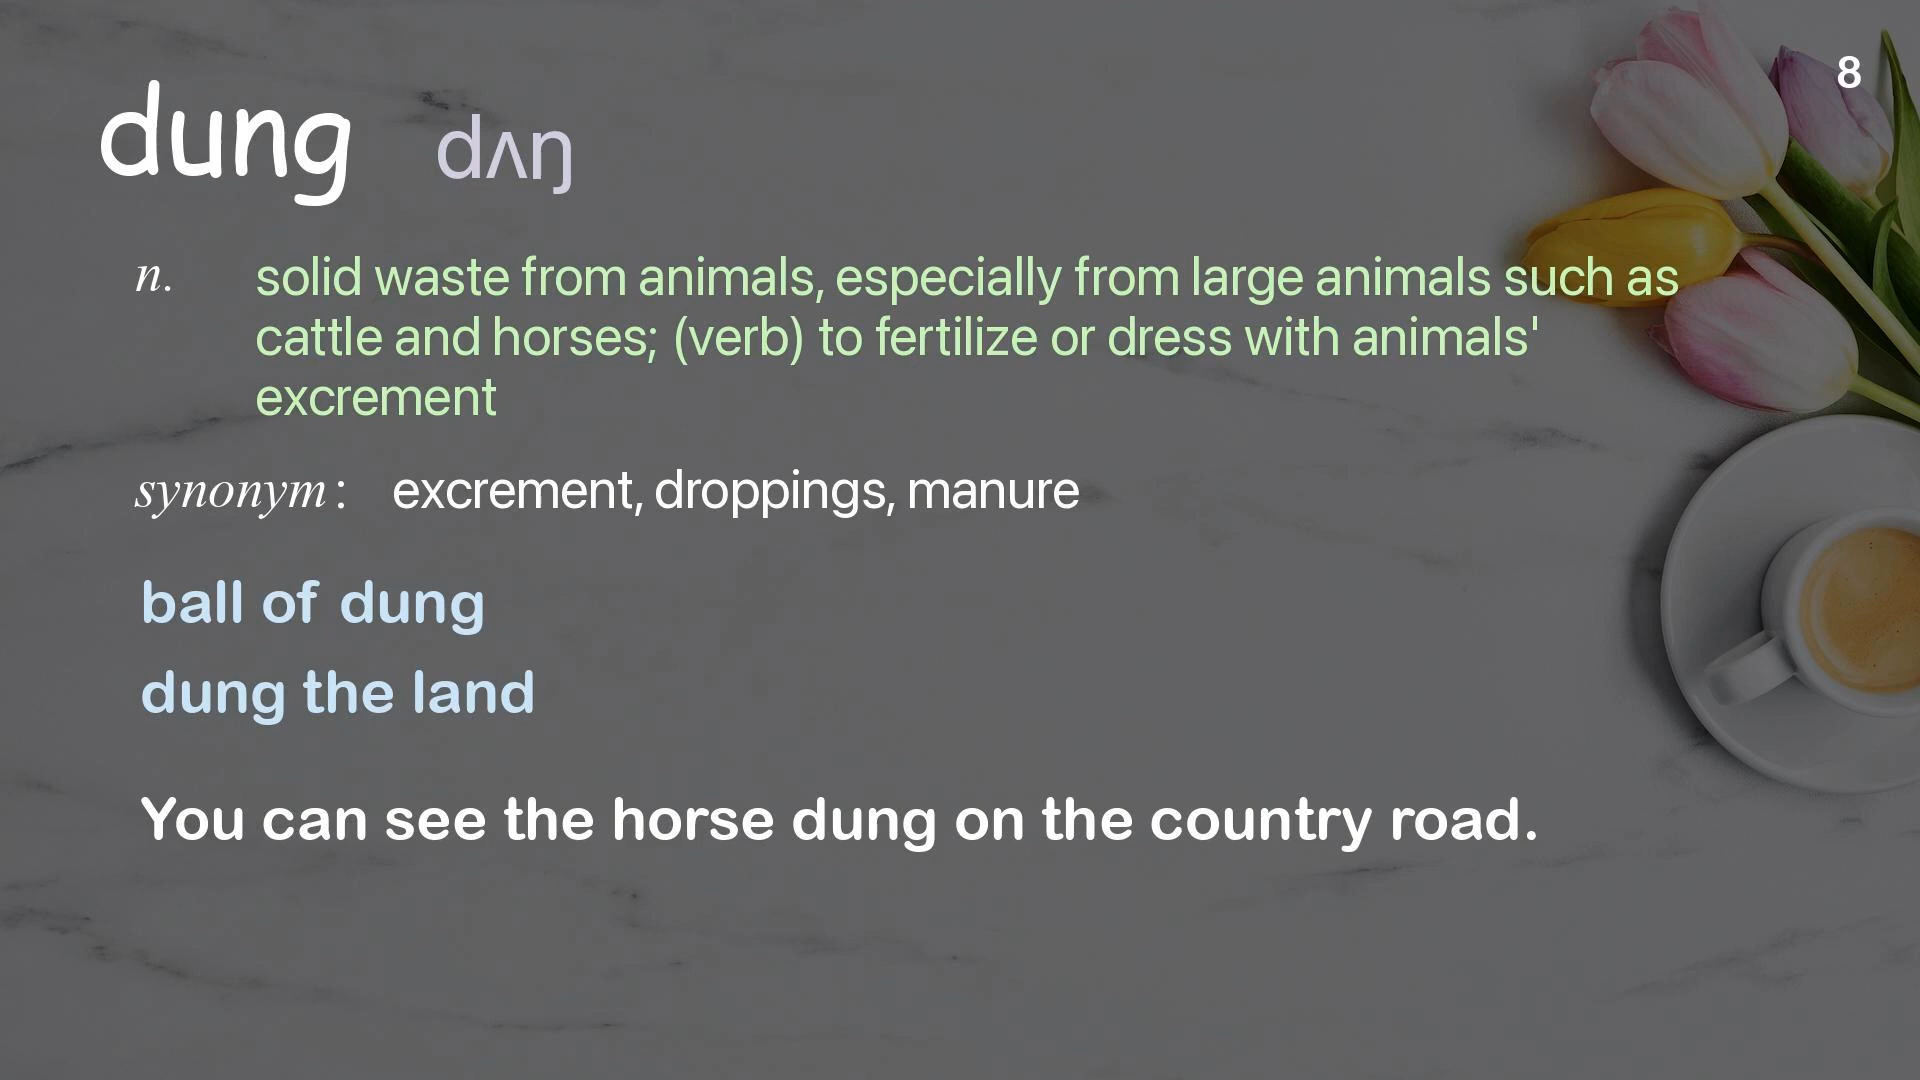 8
dung dʌŋ
n. solid waste from animals, especially from large animals such as
cattle and horses; (verb) to fertilize or dress with animals'
excrement
synonym: excrement, droppings, manure
ball of dung
dung the land
You can see the horse dung on the country road.